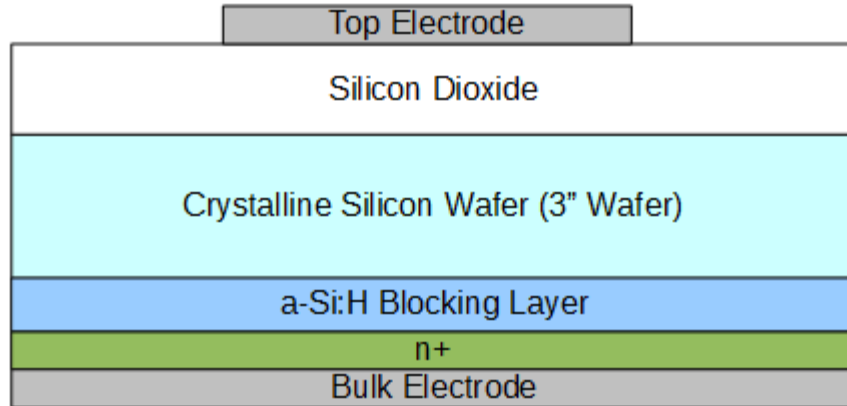 Top Electrode
Silicon Dioxide
Crystalline Silicon Wafer (3” Wafer)
a-Si:H Blocking Layer
n+
Bulk Electrode